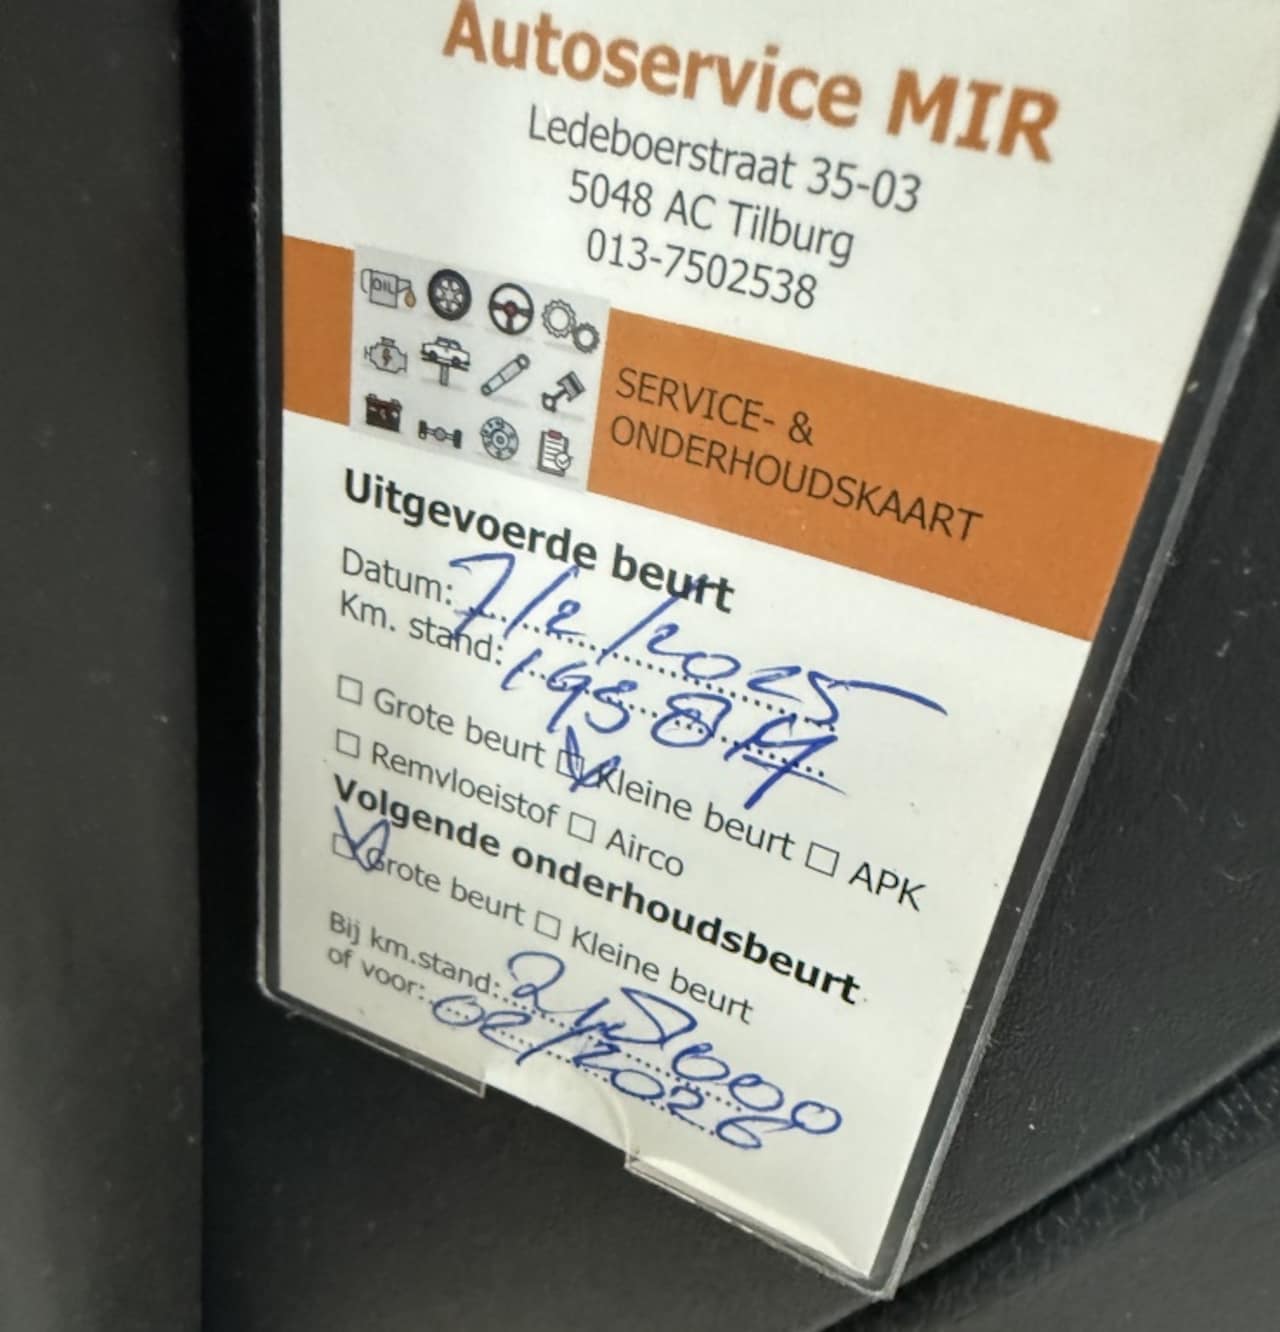 Autoservice MIR
Ledeboerstraat 35-03
5048 AC Tilburg
013-7502538
OIL
SERVICE- &
ONDERHOUDSKAART
Uitgevoerde beurt
Datum: 7/2/2025
Km. stand: 19387
☐ Grote beurt ☑ Kleine beurt ☐ APK
☐ Remvloeistof ☐ Airco
Volgende onderhoudsbeurt
☑ Grote beurt ☐ Kleine beurt
Bij km.stand: 215000
of voor: 02/2026